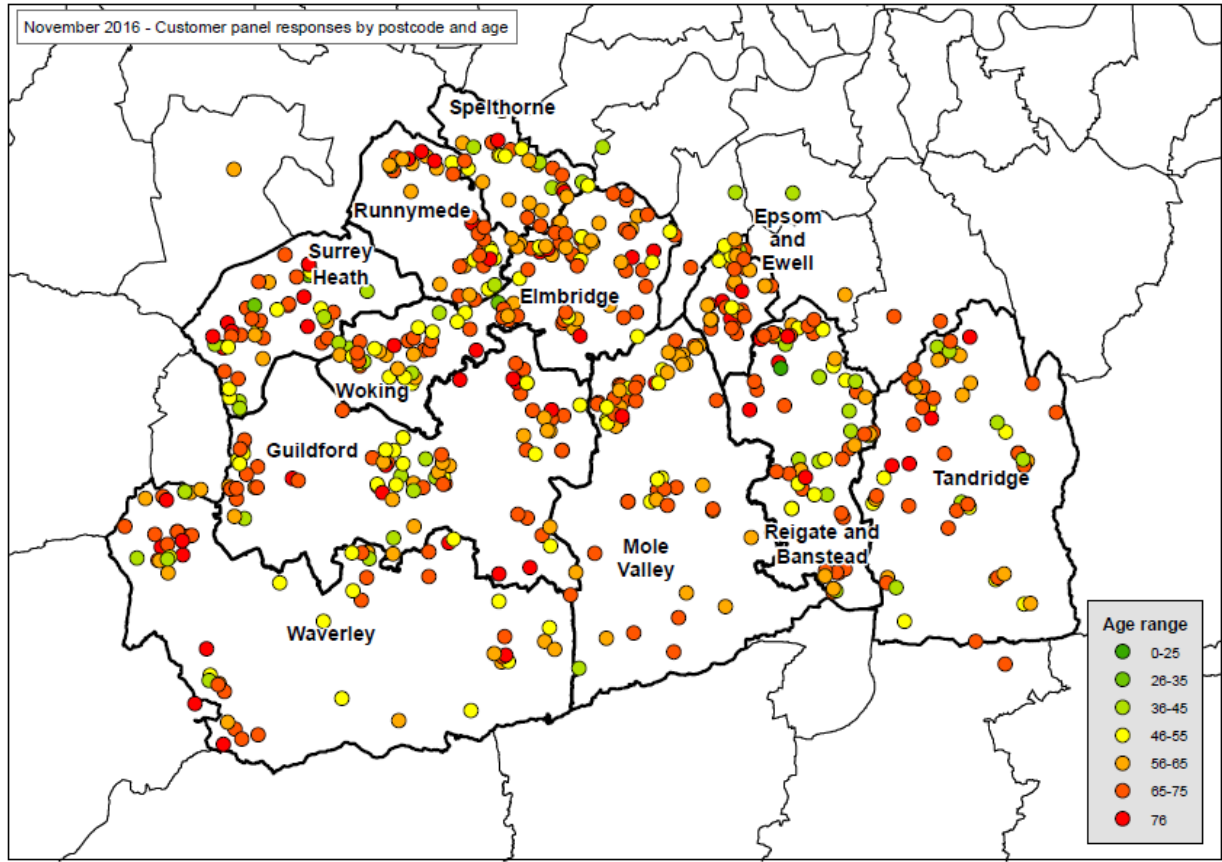 November 2016 - Customer panel responses by postcode and age
Spelthorne
Runnymede
Epsom
and
Ewell
Surrey
Heath
Elmbridge
Woking
Guildford
Tandridge
Reigate and
Banstead
Mole
Valley
Waverley
Age range
0-25
26-35
36-45
46-55
56-65
65-75
76